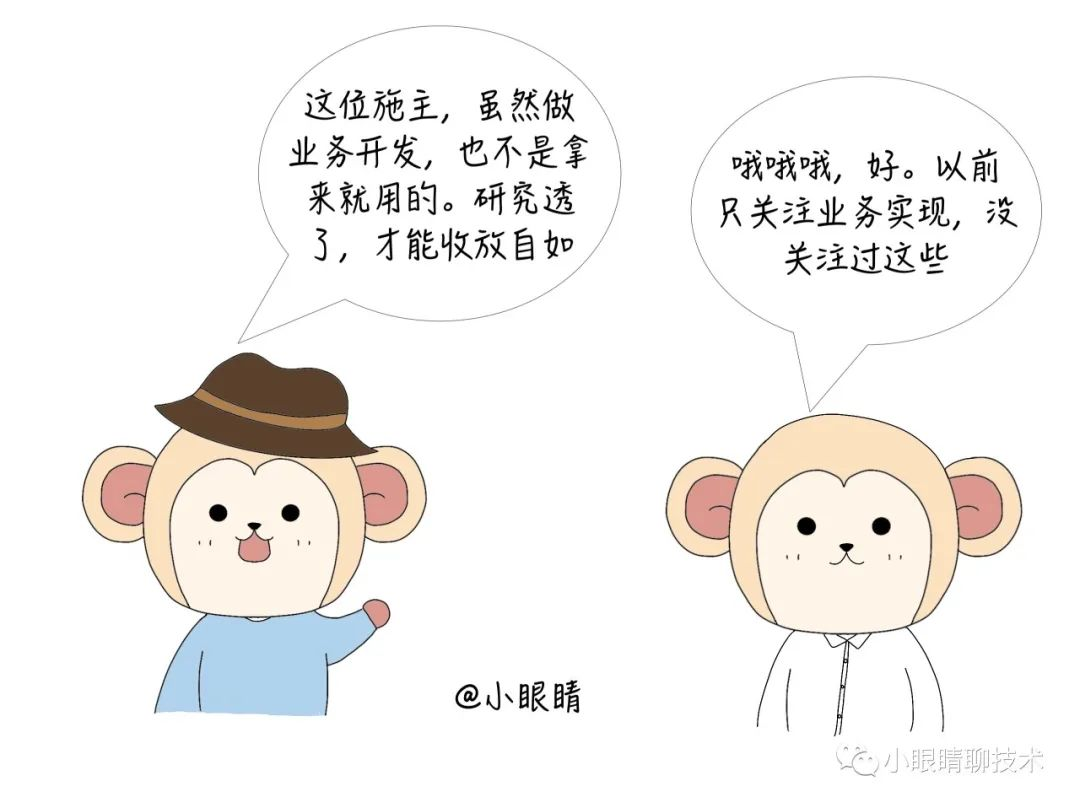 这位施主，虽然做
业务开发，也不是拿
来就用的。研究透
了，才能收放自如
哦哦哦，好。以前
只关注业务实现，没
关注过这些
@小眼睛
小眼睛聊技术